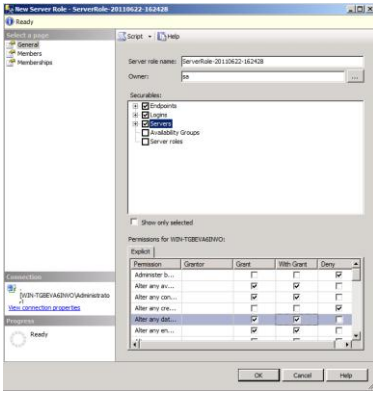 New Server Role - ServerRole-20110622-162428
Ready
Select a page
General
Members
Memberships
Script
Help
Server role name:
ServerRole-20110622-162428
Owner:
sa
...
Securables:
Endpoints
Logins
Servers
Availability Groups
Server roles
Show only selected
Permissions for WIN-TGBEVA6INVO:
Explicit
Permission Grantor Grant With Grant Deny
Administer b...
Alter any av...
Alter any con...
Alter any cre...
Alter any dat...
Alter any en...
Connection
[WIN-TGBEVA6INVO\Administrato
View connection properties
Progress
Ready
OK Cancel Help